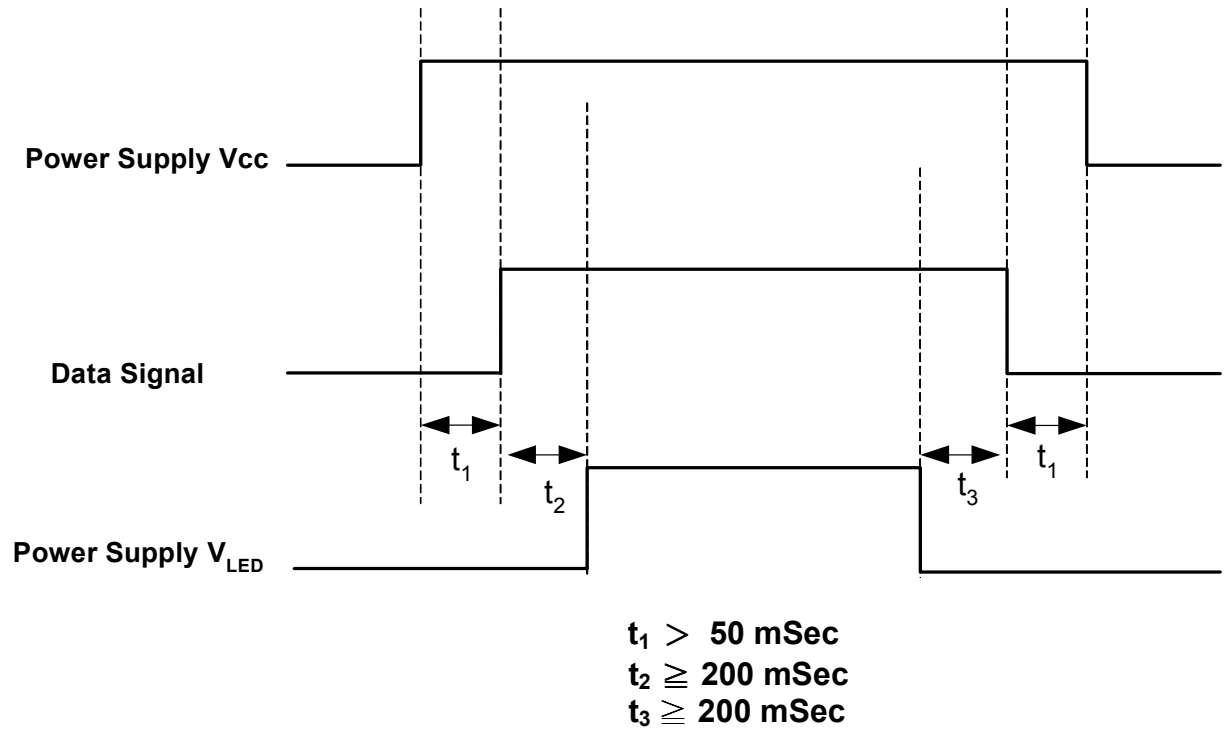 Power Supply Vcc
Data Signal
t₁
t₂
t₃
t₁
Power Supply V_LED
t₁ > 50 mSec
t₂ ≧ 200 mSec
t₃ ≧ 200 mSec